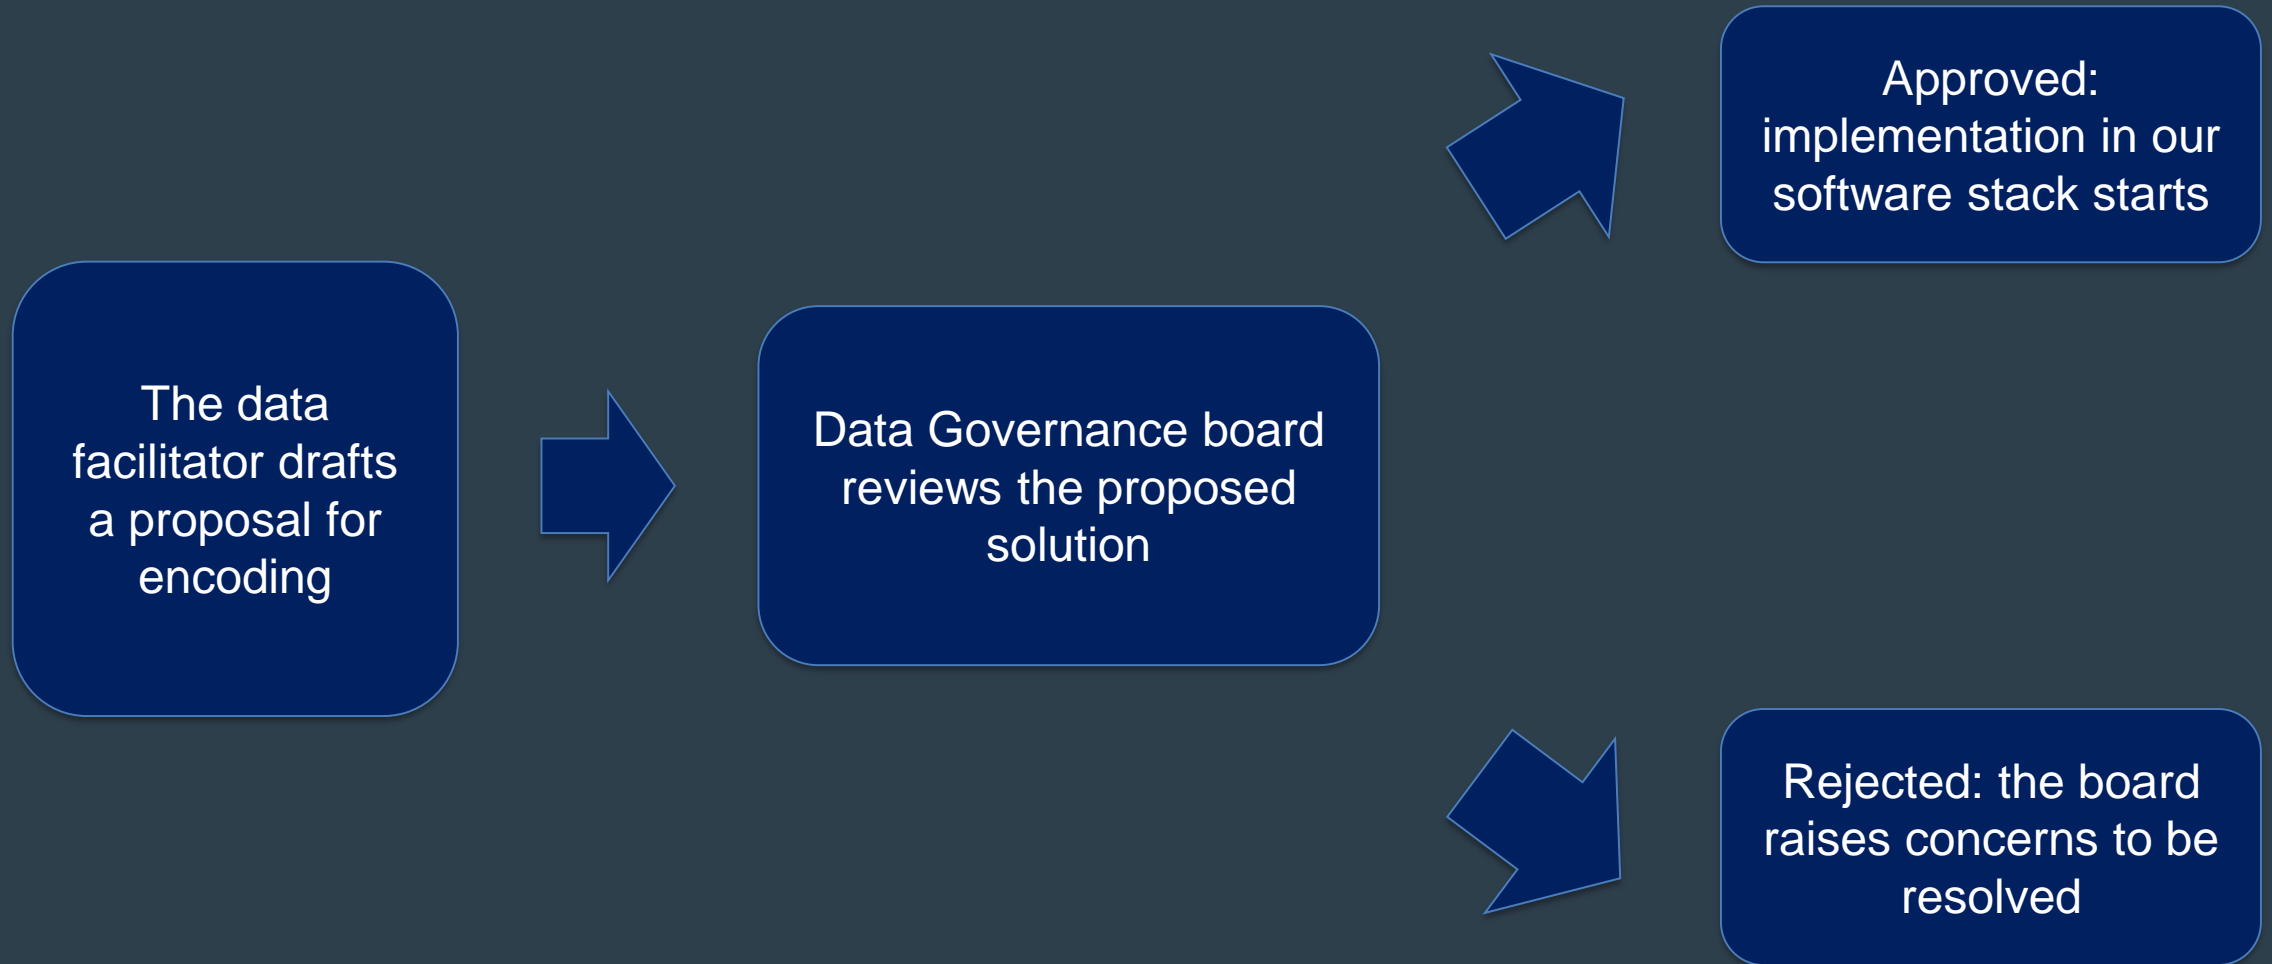 The data
facilitator drafts
a proposal for
encoding
Data Governance board
reviews the proposed
solution
Approved:
implementation in our
software stack starts
Rejected: the board
raises concerns to be
resolved